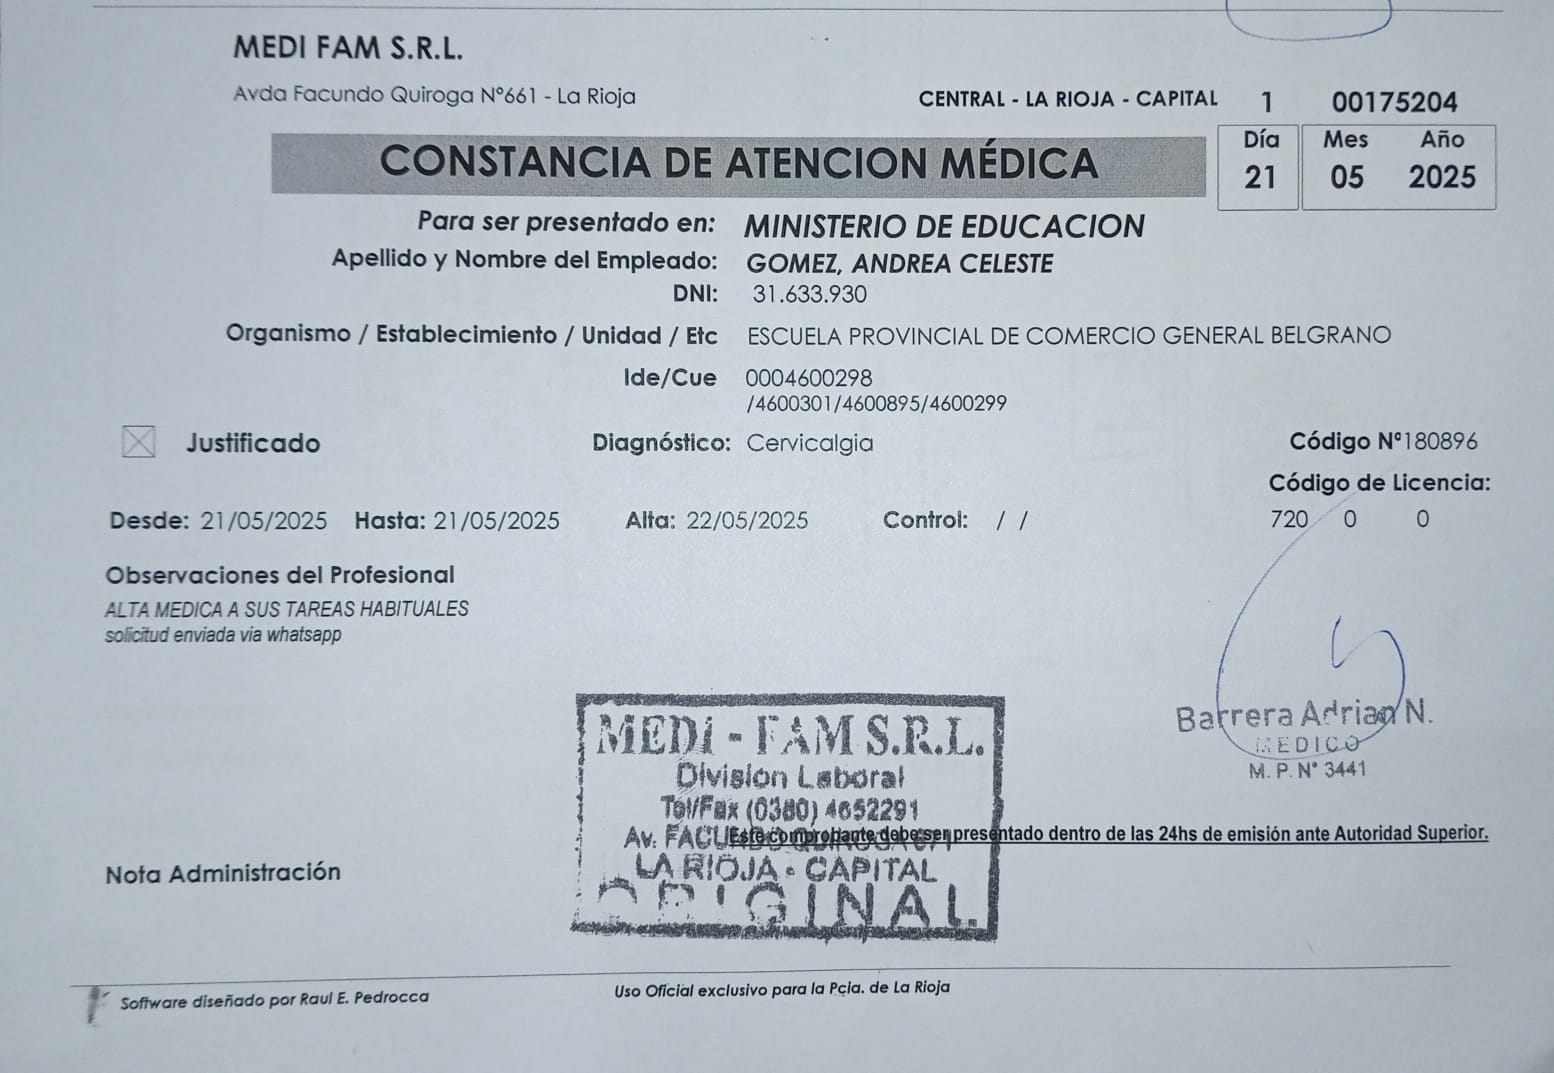 MEDI FAM S.R.L.
Avda Facundo Quiroga Nº661 - La Rioja
CENTRAL - LA RIOJA - CAPITAL 1 00175204
CONSTANCIA DE ATENCION MÉDICA
Día Mes Año
21 05 2025
Para ser presentado en: MINISTERIO DE EDUCACION
Apellido y Nombre del Empleado: GOMEZ, ANDREA CELESTE
DNI: 31.633.930
Organismo / Establecimiento / Unidad / Etc ESCUELA PROVINCIAL DE COMERCIO GENERAL BELGRANO
Ide/Cue 0004600298
/4600301/4600895/4600299
Justificado Diagnóstico: Cervicalgia Código Nº180896
Código de Licencia:
Desde: 21/05/2025 Hasta: 21/05/2025 Alta: 22/05/2025 Control: / / 720 0 0
Observaciones del Profesional
ALTA MEDICA A SUS TAREAS HABITUALES
solicitud enviada via whatsapp
Barrera Adrian N.
MEDICO
M. P. N° 3441
MEDI - FAM S.R.L.
División Laboral
Tel/Fax (0380) 4652291
Av. FACUNDO QUIROGA 661
LA RIOJA - CAPITAL
ORIGINAL
Este comprobante debe ser presentado dentro de las 24hs de emisión ante Autoridad Superior.
Nota Administración
Software diseñado por Raul E. Pedrocca
Uso Oficial exclusivo para la Pcia. de La Rioja